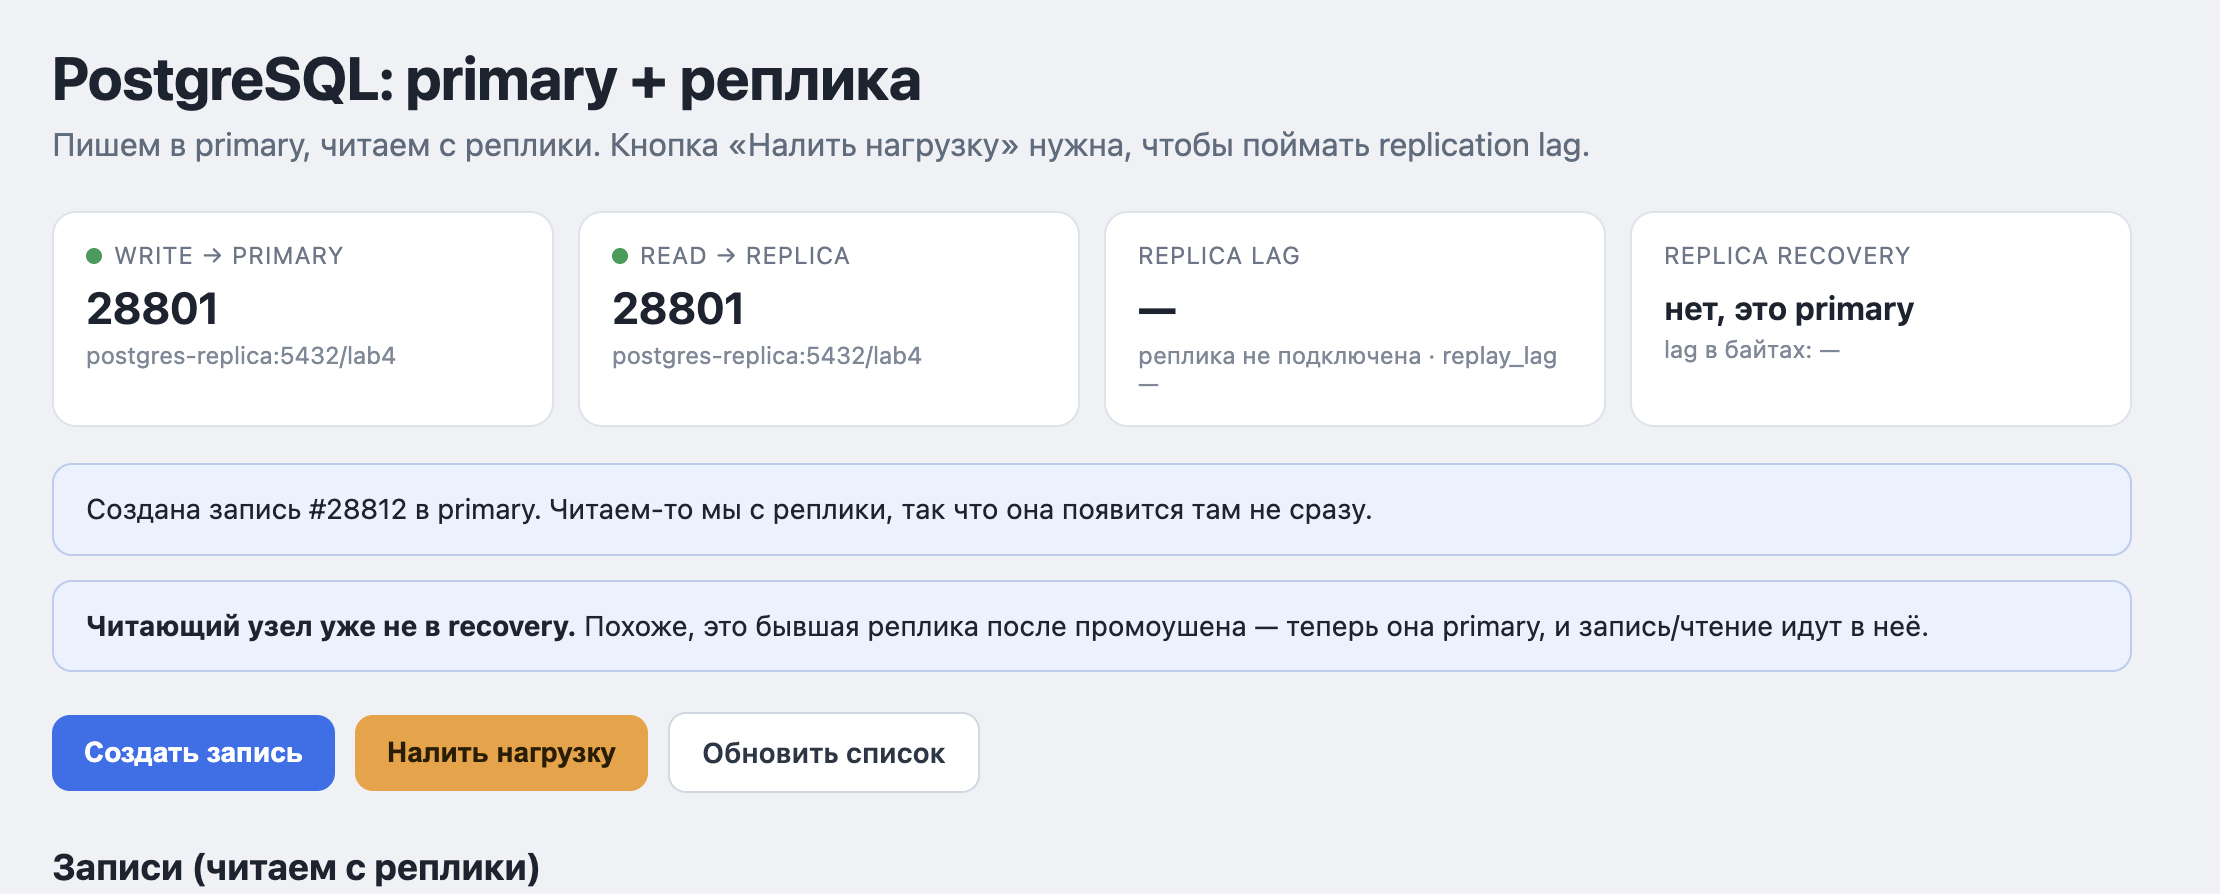 PostgreSQL: primary + реплика
Пишем в primary, читаем с реплики. Кнопка «Налить нагрузку» нужна, чтобы поймать replication lag.
WRITE → PRIMARY
28801
postgres-replica:5432/lab4
READ → REPLICA
28801
postgres-replica:5432/lab4
REPLICA LAG
—
реплика не подключена · replay_lag
—
REPLICA RECOVERY
нет, это primary
lag в байтах: —
Создана запись #28812 в primary. Читаем-то мы с реплики, так что она появится там не сразу.
Читающий узел уже не в recovery. Похоже, это бывшая реплика после промоушена — теперь она primary, и запись/чтение идут в неё.
Создать запись
Налить нагрузку
Обновить список
Записи (читаем с реплики)